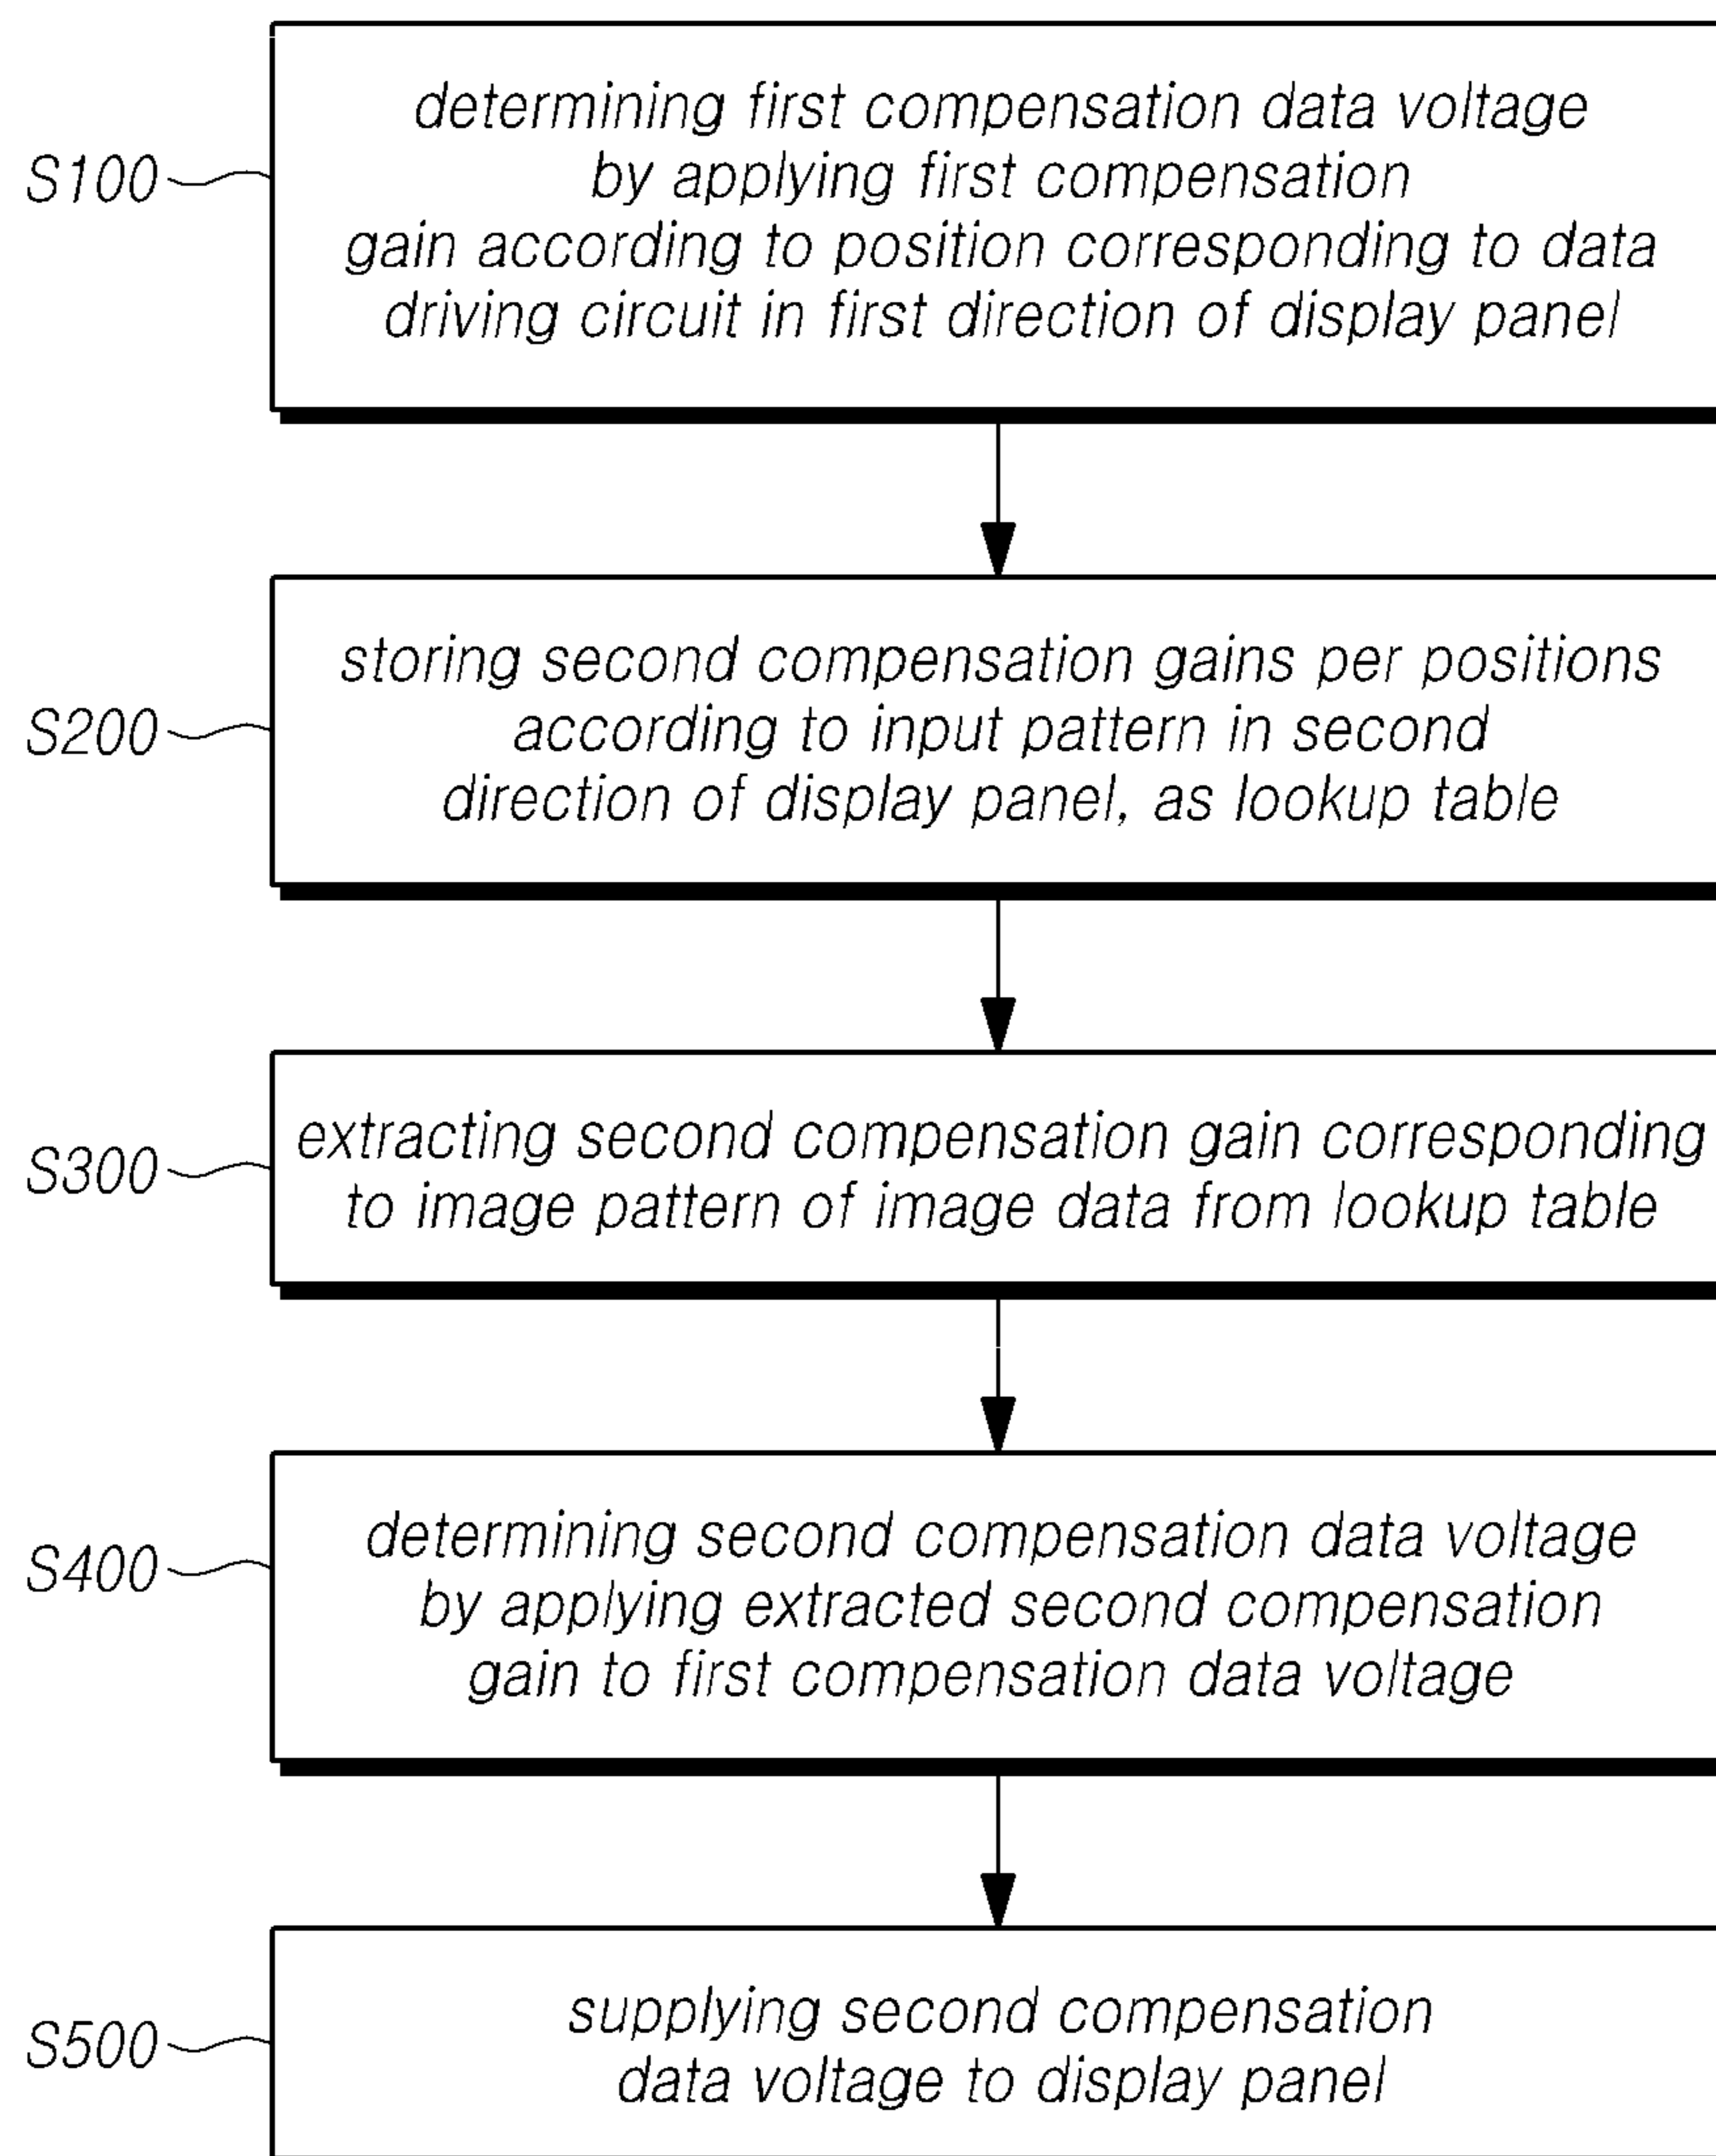 determining first compensation data voltage
by applying first compensation
S100
gain according to position corresponding to data
driving circuit in first direction of display panel
storing second compensation gains per positions
S200
according to input pattern in second
direction of display panel, as lookup table
extracting second compensation gain corresponding
S300
to image pattern of image data from lookup table
determining second compensation data voltage
S400
by applying extracted second compensation
gain to first compensation data voltage
supplying second compensation
S500
data voltage to display panel